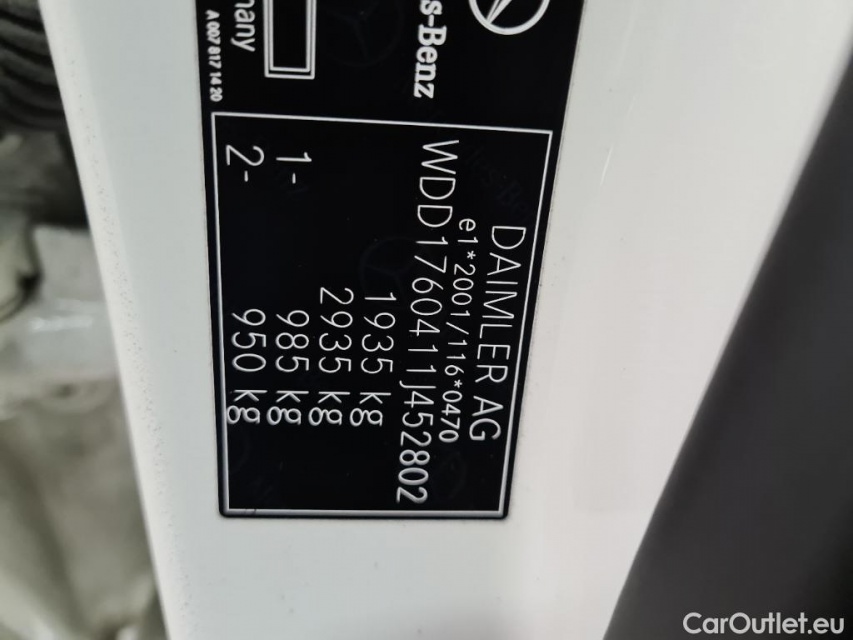 s-Benz
many
A 007 817 14 20
DAIMLER AG
e1*2001/116*0470
WDD1760411J452802
1935 kg
2935 kg
1- 985 kg
2- 950 kg
CarOutlet.eu